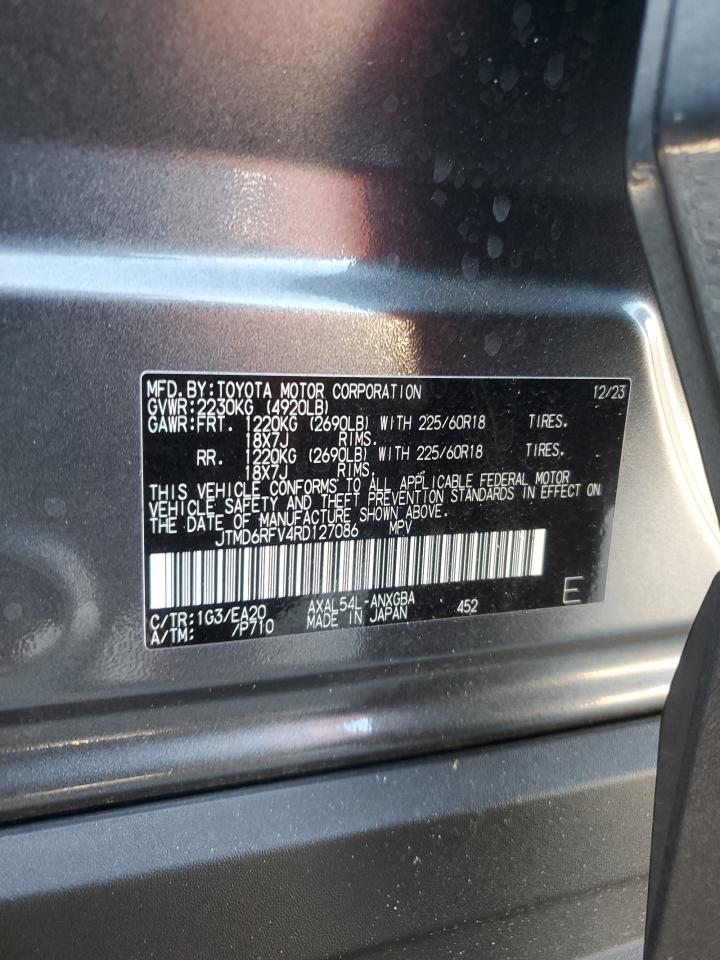 MFD.BY:TOYOTA MOTOR CORPORATION 12/23
GVWR:2230KG (4920LB)
GAWR:FRT. 1220KG (2690LB) WITH 225/60R18 TIRES.
18X7J RIMS.
RR. 1220KG (2690LB) WITH 225/60R18 TIRES.
18X7J RIMS.
THIS VEHICLE CONFORMS TO ALL APPLICABLE FEDERAL MOTOR
VEHICLE SAFETY AND THEFT PREVENTION STANDARDS IN EFFECT ON
THE DATE OF MANUFACTURE SHOWN ABOVE.
JTMD6RFV4RD127086 MPV
C/TR:1G3/EA20 AXAL54L-ANXGBA 452 E
A/TM: /P710 MADE IN JAPAN